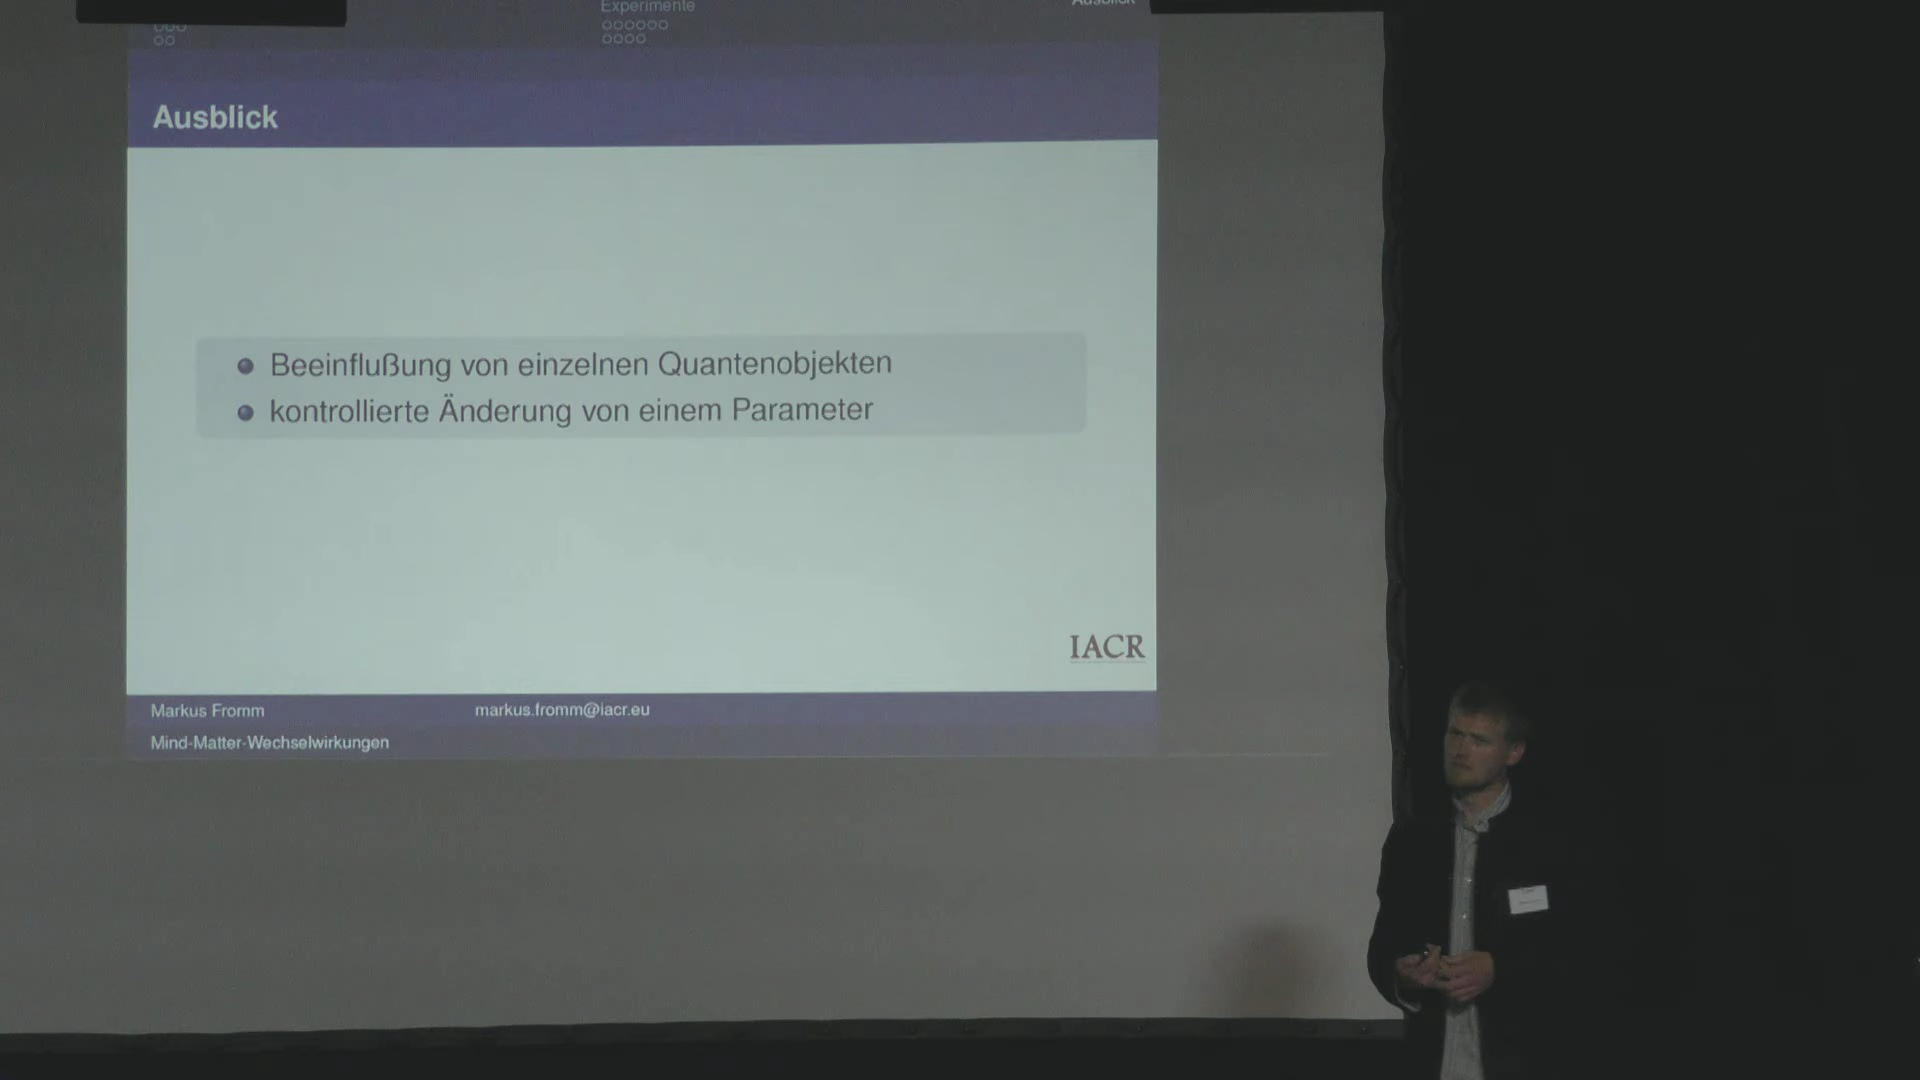 Experimente
Ausblick
Ausblick
Beeinflußung von einzelnen Quantenobjekten
kontrollierte Änderung von einem Parameter
IACR
Markus Fromm
markus.fromm@iacr.eu
Mind-Matter-Wechselwirkungen